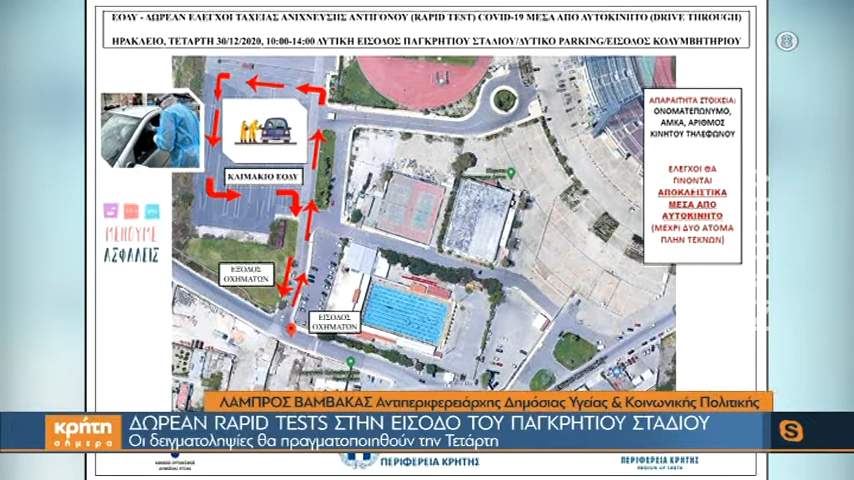 ΕΟΔΥ - ΔΩΡΕΑΝ ΕΛΕΓΧΟΙ ΤΑΧΕΙΑΣ ΑΝΙΧΝΕΥΣΗΣ ΑΝΤΙΓΟΝΟΥ (RAPID TEST) COVID-19 ΜΕΣΑ ΑΠΟ ΑΥΤΟΚΙΝΗΤΟ (DRIVE THROUGH)
ΗΡΑΚΛΕΙΟ, ΤΕΤΑΡΤΗ 30/12/2020, 10:00-14:00 ΔΥΤΙΚΗ ΕΙΣΟΔΟΣ ΠΑΓΚΡΗΤΙΟΥ ΣΤΑΔΙΟΥ/ΔΥΤΙΚΟ PARKING/ΕΙΣΟΔΟΣ ΚΟΛΥΜΒΗΤΗΡΙΟΥ
ΑΠΑΡΑΙΤΗΤΑ ΣΤΟΙΧΕΙΑ:
ΟΝΟΜΑΤΕΠΩΝΥΜΟ,
ΑΜΚΑ, ΑΡΙΘΜΟΣ
ΚΙΝΗΤΟΥ ΤΗΛΕΦΩΝΟΥ
ΕΛΕΓΧΟΙ ΘΑ
ΓΙΝΟΝΤΑΙ
ΑΠΟΚΛΕΙΣΤΙΚΑ
ΜΕΣΑ ΑΠΟ
ΑΥΤΟΚΙΝΗΤΟ
(ΜΕΧΡΙ ΔΥΟ ΑΤΟΜΑ
ΠΛΗΝ ΤΕΚΝΩΝ)
ΚΛΙΜΑΚΙΟ ΕΟΔΥ
ΜΕΝΟΥΜΕ
ΑΣΦΑΛΕΙΣ
ΕΞΟΔΟΣ
ΟΧΗΜΑΤΩΝ
ΕΙΣΟΔΟΣ
ΟΧΗΜΑΤΩΝ
ΛΑΜΠΡΟΣ ΒΑΜΒΑΚΑΣ Αντιπεριφερειάρχης Δημόσιας Υγείας & Κοινωνικής Πολιτικής
κρήτη
σήμερα
ΔΩΡΕΑΝ RAPID TESTS ΣΤΗΝ ΕΙΣΟΔΟ ΤΟΥ ΠΑΓΚΡΗΤΙΟΥ ΣΤΑΔΙΟΥ
Οι δειγματοληψίες θα πραγματοποιηθούν την Τετάρτη
ΠΕΡΙΦΕΡΕΙΑ ΚΡΗΤΗΣ
ΠΕΡΙΦΕΡΕΙΑ ΚΡΗΤΗΣ
REGION OF CRETE